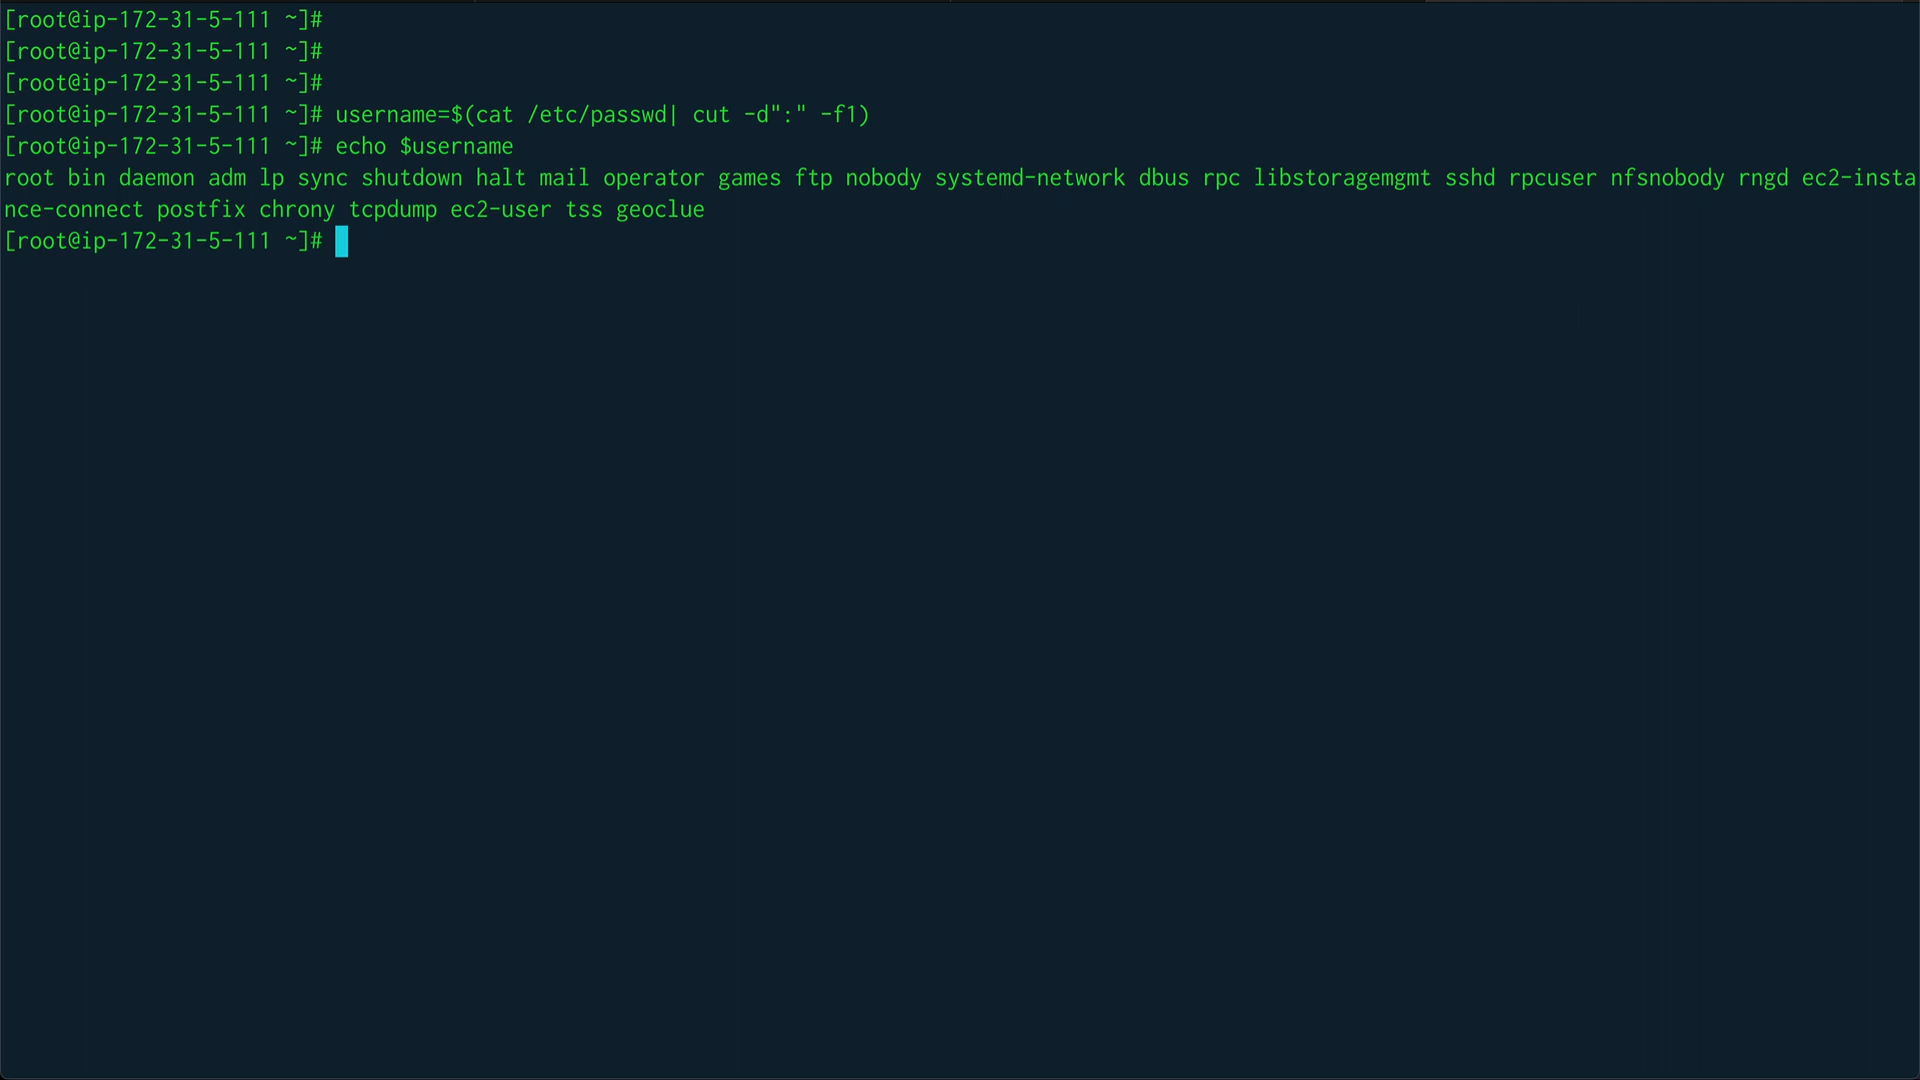 [root@ip-172-31-5-111 ~]#
[root@ip-172-31-5-111 ~]#
[root@ip-172-31-5-111 ~]#
[root@ip-172-31-5-111 ~]# username=$(cat /etc/passwd| cut -d":" -f1)
[root@ip-172-31-5-111 ~]# echo $username
root bin daemon adm lp sync shutdown halt mail operator games ftp nobody systemd-network dbus rpc libstoragemgmt sshd rpcuser nfsnobody rngd ec2-insta
nce-connect postfix chrony tcpdump ec2-user tss geoclue
[root@ip-172-31-5-111 ~]#